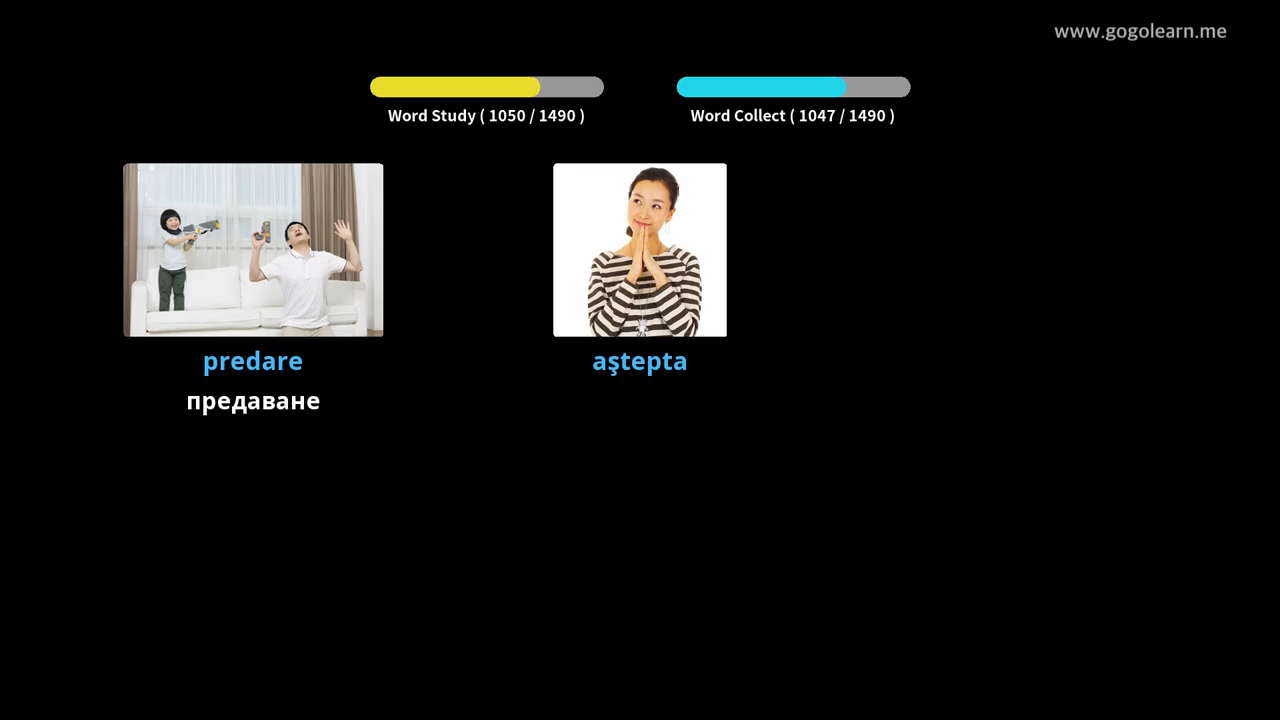 www.gogolearn.me
Word Study ( 1050 / 1490 )
Word Collect ( 1047 / 1490 )
predare
aştepta
предаване